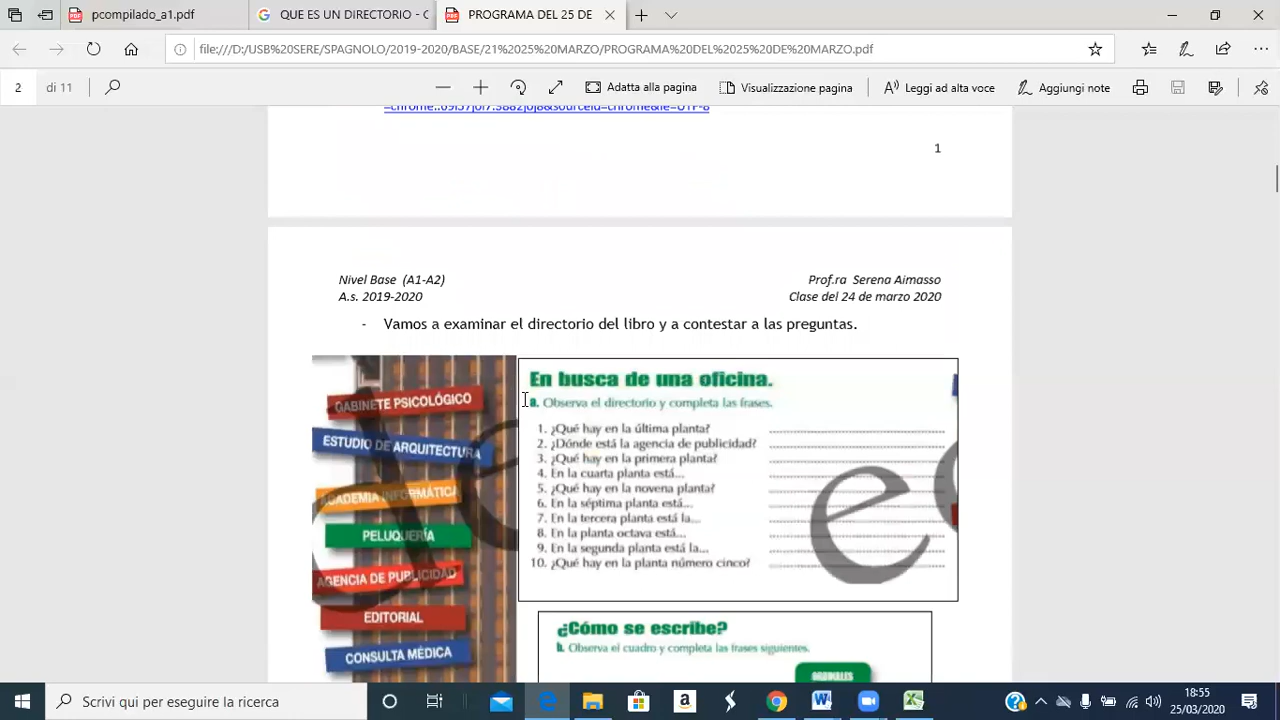 pcompilado_a1.pdf
QUE ES UN DIRECTORIO
PROGRAMA DEL 25 DE
file:///D:/USB%20SERE/SPAGNOLO/2019-2020/BASE/21%2025%20MARZO/PROGRAMA%20DEL%2025%20DE%20MARZO.pdf
2 di 11
Adatta alla pagina
Visualizzazione pagina
Leggi ad alta voce
Aggiungi note
1
Nivel Base (A1-A2)
Prof.ra Serena Aimasso
A.s. 2019-2020
Clase del 24 de marzo 2020
- Vamos a examinar el directorio del libro y a contestar a las preguntas.
GABINETE PSICOLÓGICO
ESTUDIO DE ARQUITECTURA
ACADEMIA INFORMÁTICA
PELUQUERÍA
AGENCIA DE PUBLICIDAD
EDITORIAL
CONSULTA MÉDICA
En busca de una oficina.
a. Observa el directorio y completa las frases.
1. ¿Qué hay en la última planta?
2. ¿Dónde está la agencia de publicidad?
3. ¿Qué hay en la primera planta?
4. En la cuarta planta está...
5. ¿Qué hay en la novena planta?
6. En la séptima planta está...
7. En la tercera planta está la...
8. En la planta octava está...
9. En la segunda planta está la...
10. ¿Qué hay en la planta número cinco?
¿Cómo se escribe?
b. Observa el cuadro y completa las frases siguientes.
ORDINALES
Scrivi qui per eseguire la ricerca
18:55
25/03/2020